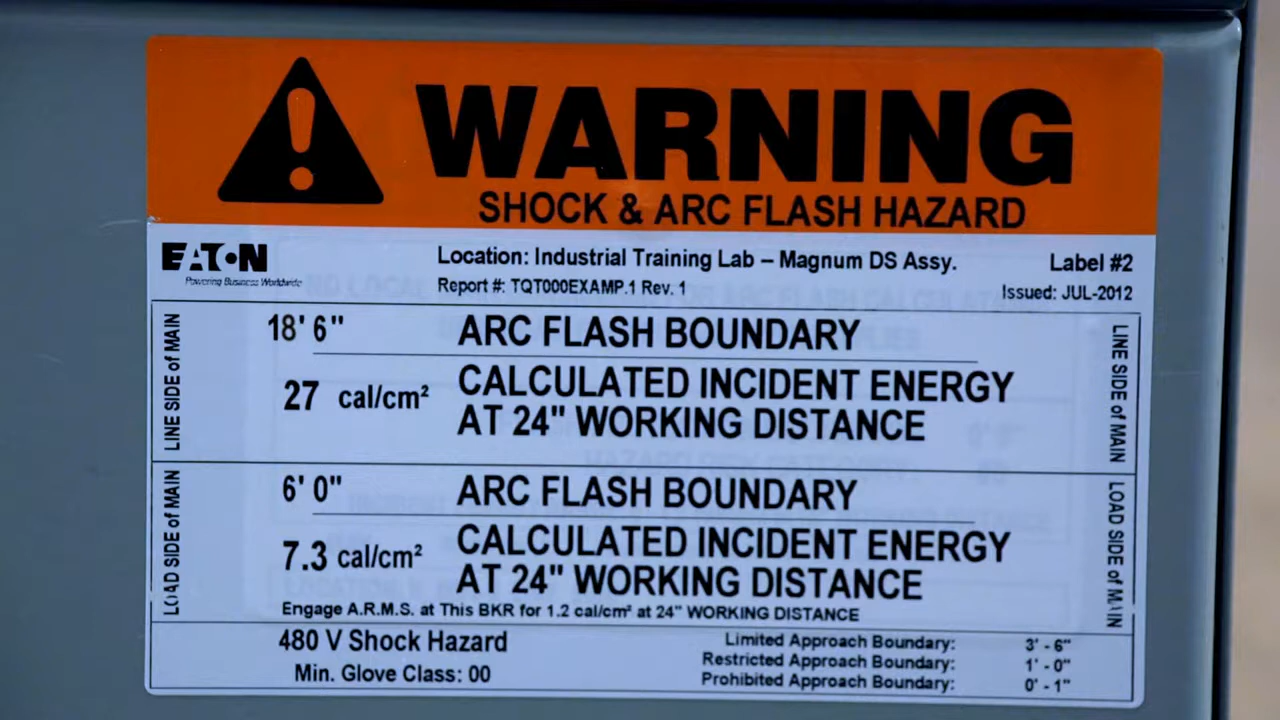 WARNING
SHOCK & ARC FLASH HAZARD
EATON
Powering Business Worldwide
Location: Industrial Training Lab – Magnum DS Assy.
Label #2
Report #: TQT000EXAMP.1 Rev. 1
Issued: JUL-2012
LINE SIDE of MAIN
18' 6" ARC FLASH BOUNDARY
27 cal/cm² CALCULATED INCIDENT ENERGY
AT 24" WORKING DISTANCE
LINE SIDE of MAIN
LOAD SIDE of MAIN
6' 0" ARC FLASH BOUNDARY
7.3 cal/cm² CALCULATED INCIDENT ENERGY
AT 24" WORKING DISTANCE
Engage A.R.M.S. at This BKR for 1.2 cal/cm² at 24" WORKING DISTANCE
LOAD SIDE of MAIN
480 V Shock Hazard
Min. Glove Class: 00
Limited Approach Boundary: 3' - 6"
Restricted Approach Boundary: 1' - 0"
Prohibited Approach Boundary: 0' - 1"